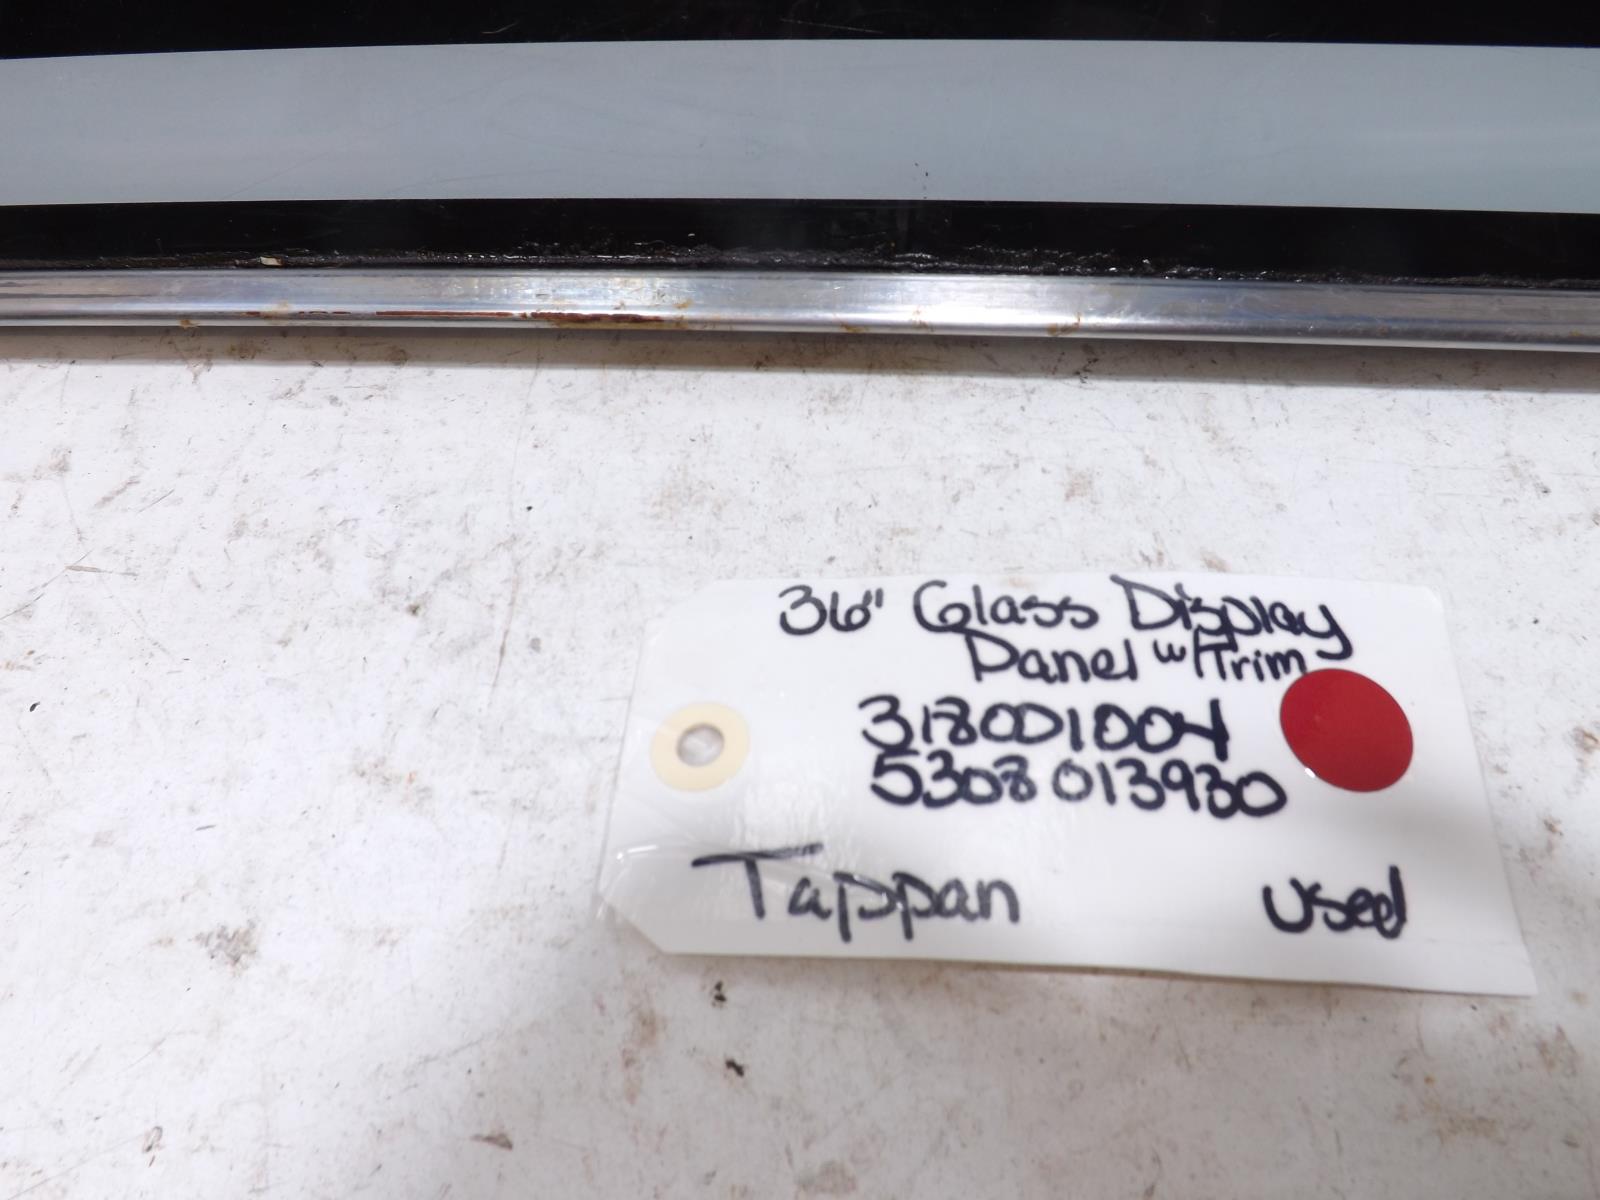 36" Glass Display
Panel w/Trim
318001004
5308013930
Tappan Used